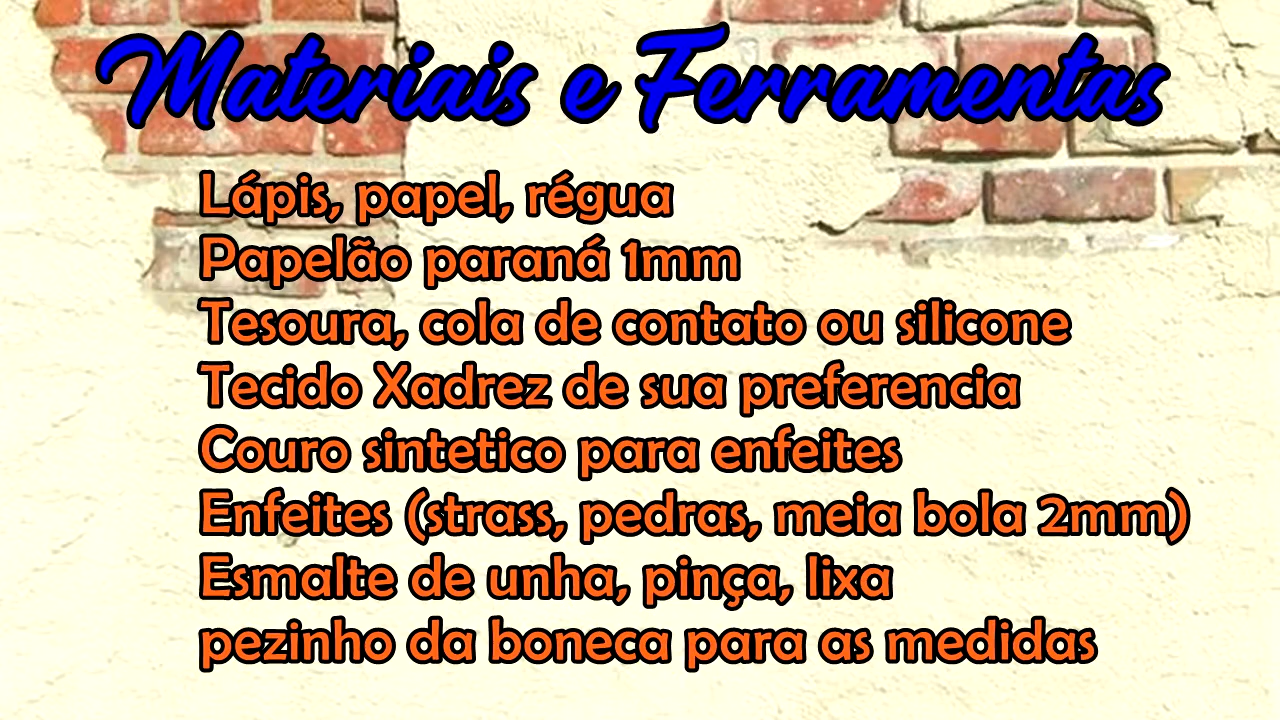 Materiais e Ferramentas
Lápis, papel, régua
Papelão paraná 1mm
Tesoura, cola de contato ou silicone
Tecido Xadrez de sua preferencia
Couro sintetico para enfeites
Enfeites (strass, pedras, meia bola 2mm)
Esmalte de unha, pinça, lixa
pezinho da boneca para as medidas